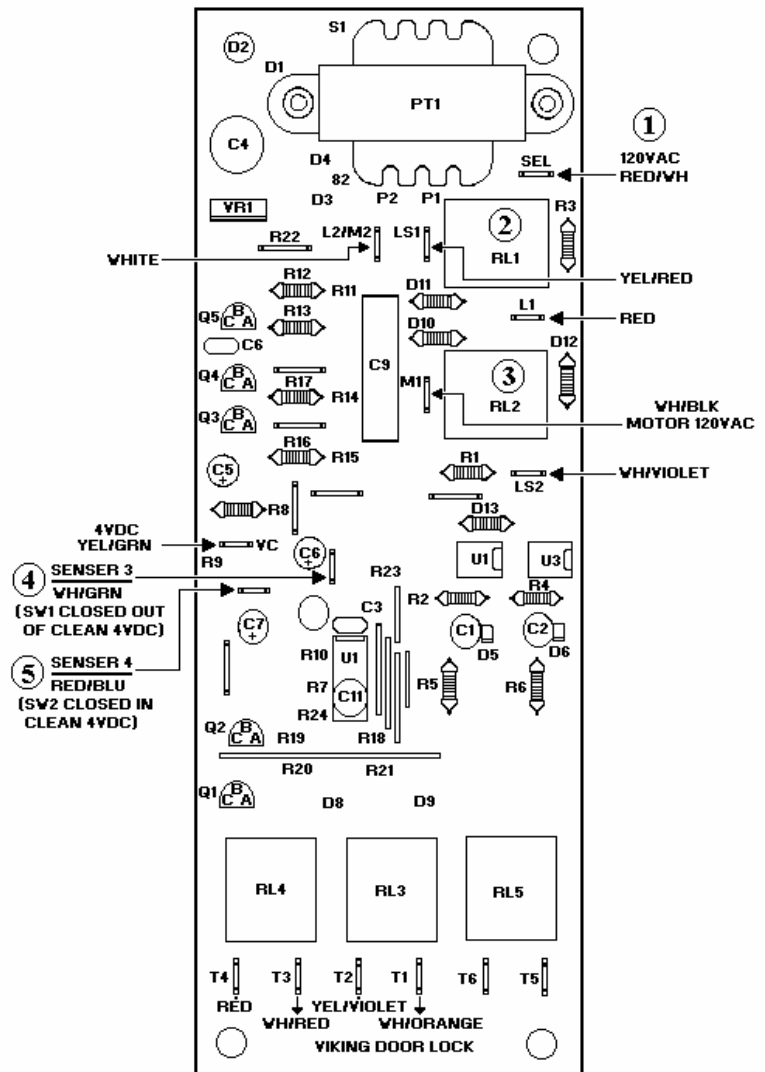 S1
D2
D1
PT1
1
C4
120VAC
RED/WH
SEL
D4
82
D3
P2
P1
R3
VR1
2
RL1
L2/M2
LS1
R22
WHITE
YEL/RED
R12
R11
D11
L1
RED
Q5
B
C A
R13
D10
D12
C6
C9
3
RL2
M1
Q4
B
C A
R17
R14
WH/BLK
MOTOR 120VAC
Q3
B
C A
R16
R15
R1
C5
+
LS2
WH/VIOLET
R8
D13
4VDC
YEL/GRN
VC
R9
C6
+
U1
U3
4
SENSER 3
WH/GRN
(SW1 CLOSED OUT
OF CLEAN 4VDC)
R23
R2
R4
C7
+
C3
C1
D5
C2
D6
R10
U1
5
SENSER 4
RED/BLU
(SW2 CLOSED IN
CLEAN 4VDC)
R7
C11
R5
R6
R24
Q2
B
C A
R19
R18
R20
R21
Q1
B
C A
D8
D9
RL4
RL3
RL5
T4
T3
T2
T1
T6
T5
RED
YEL/VIOLET
WH/RED
WH/ORANGE
VIKING DOOR LOCK